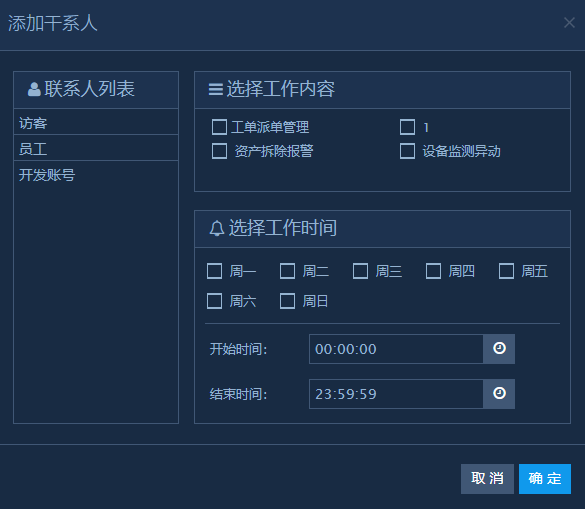 添加干系人
×
联系人列表
访客
员工
开发账号
选择工作内容
工单派单管理
1
资产拆除报警
设备监测异动
选择工作时间
周一 周二 周三 周四 周五
周六 周日
开始时间: 00:00:00
结束时间: 23:59:59
取消 确定